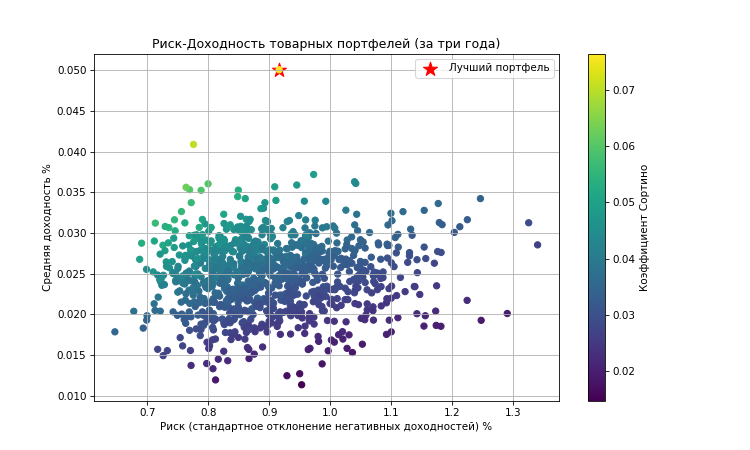 Риск-Доходность товарных портфелей (за три года)
Лучший портфель
Средняя доходность %
0.050
0.045
0.040
0.035
0.030
0.025
0.020
0.015
0.010
0.7 0.8 0.9 1.0 1.1 1.2 1.3
Риск (стандартное отклонение негативных доходностей) %
0.07
0.06
0.05
0.04
0.03
0.02
Коэффициент Сортино